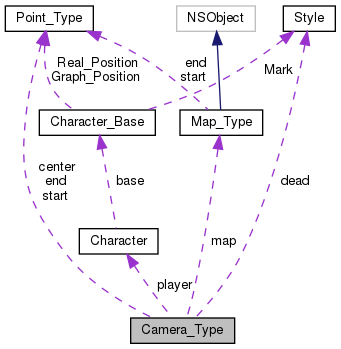 Point_Type
NSObject
Style
Real_Position
Graph_Position
end
start
Mark
Character_Base
Map_Type
center
end
start
base
dead
Character
map
player
Camera_Type